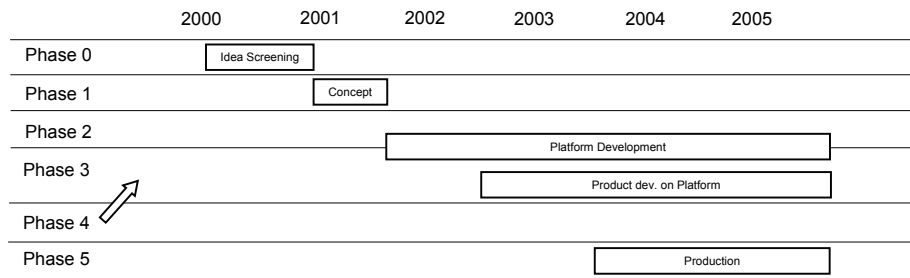 2000 2001 2002 2003 2004 2005
Phase 0 Idea Screening
Phase 1 Concept
Phase 2
Platform Development
Phase 3
Product dev. on Platform
Phase 4
Phase 5 Production